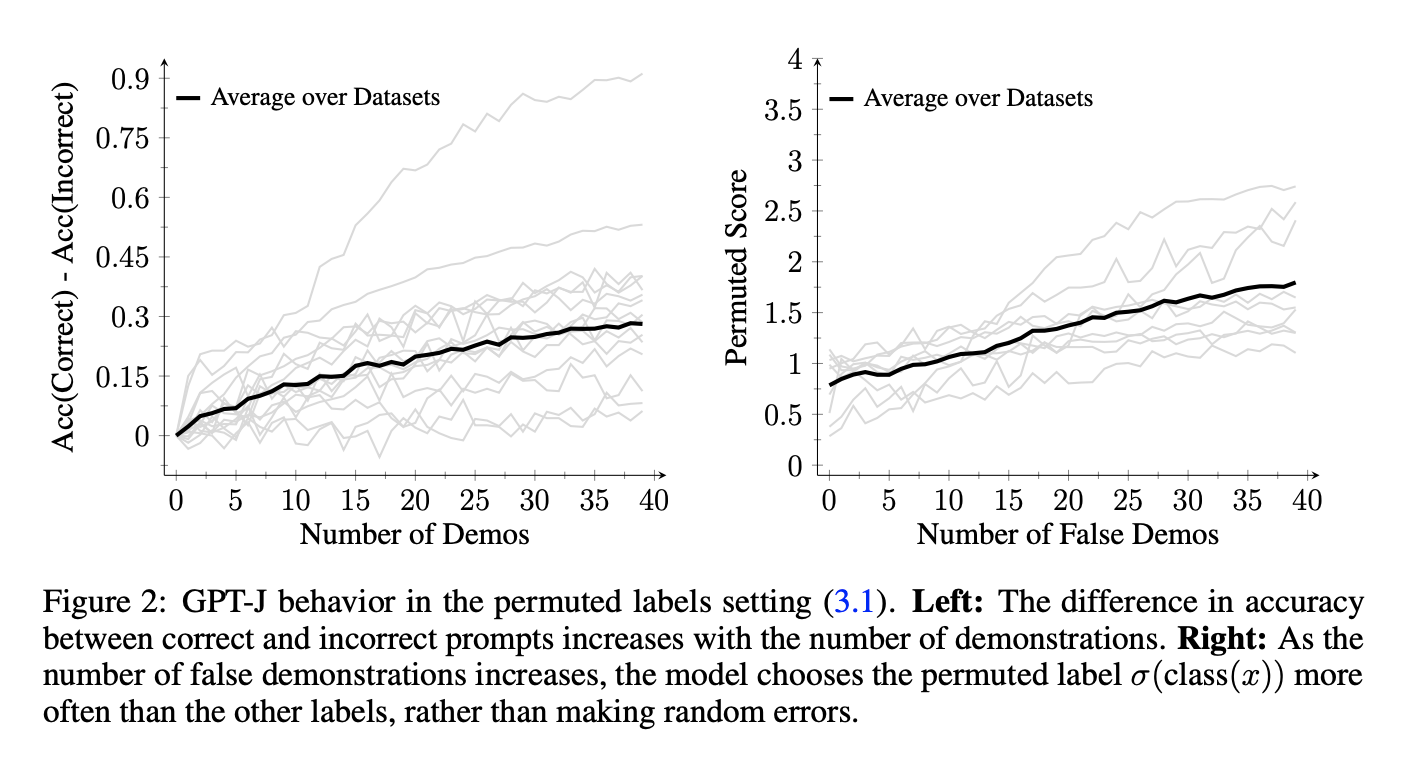 0.9
0.75
0.6
0.45
0.3
0.15
0
Acc(Correct) - Acc(Incorrect)
Average over Datasets
0 5 10 15 20 25 30 35 40
Number of Demos
4
3.5
3
2.5
2
1.5
1
0.5
0
Permuted Score
Average over Datasets
0 5 10 15 20 25 30 35 40
Number of False Demos
Figure 2: GPT-J behavior in the permuted labels setting (3.1). Left: The difference in accuracy
between correct and incorrect prompts increases with the number of demonstrations. Right: As the
number of false demonstrations increases, the model chooses the permuted label σ(class(x)) more
often than the other labels, rather than making random errors.